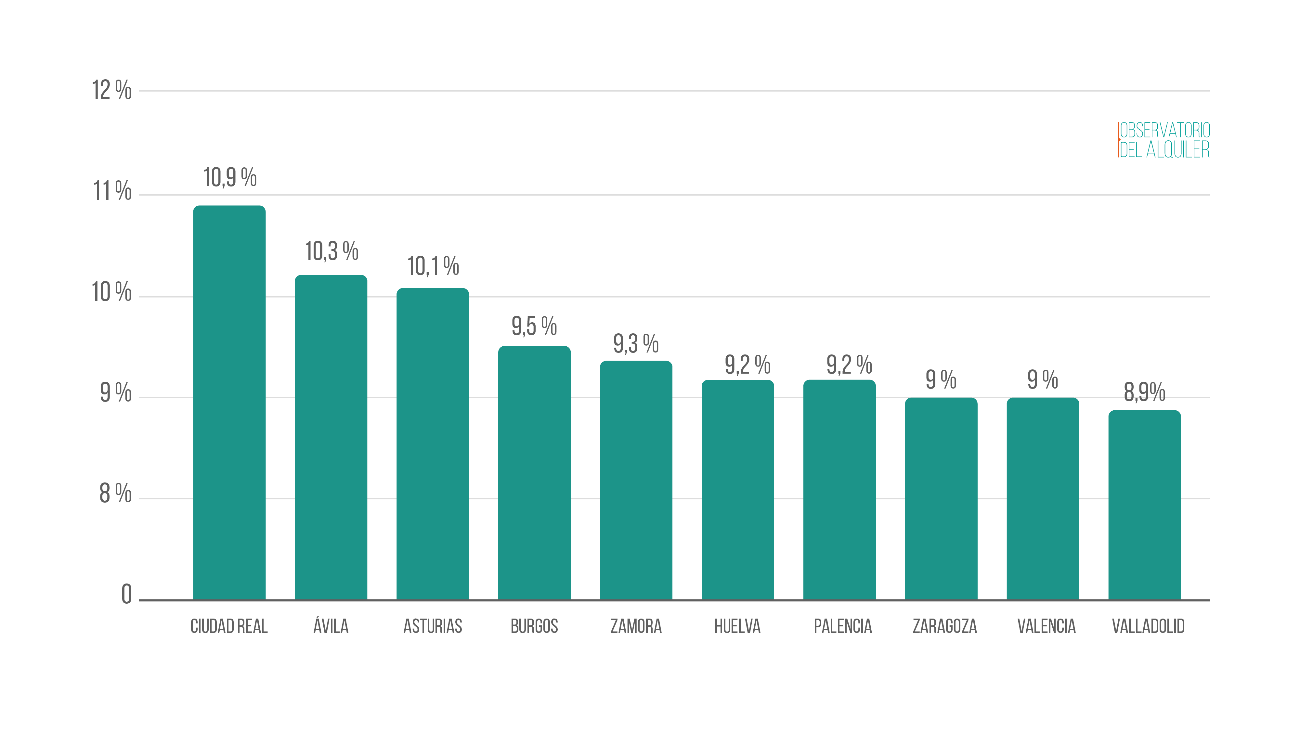 12 %
OBSERVATORIO
DEL ALQUILER
11 %
10,9 %
10,3 %
10,1 %
10 %
9,5 %
9,3 %
9,2 %
9,2 %
9 %
9 %
8,9%
9 %
8 %
0
CIUDAD REAL
ÁVILA
ASTURIAS
BURGOS
ZAMORA
HUELVA
PALENCIA
ZARAGOZA
VALENCIA
VALLADOLID